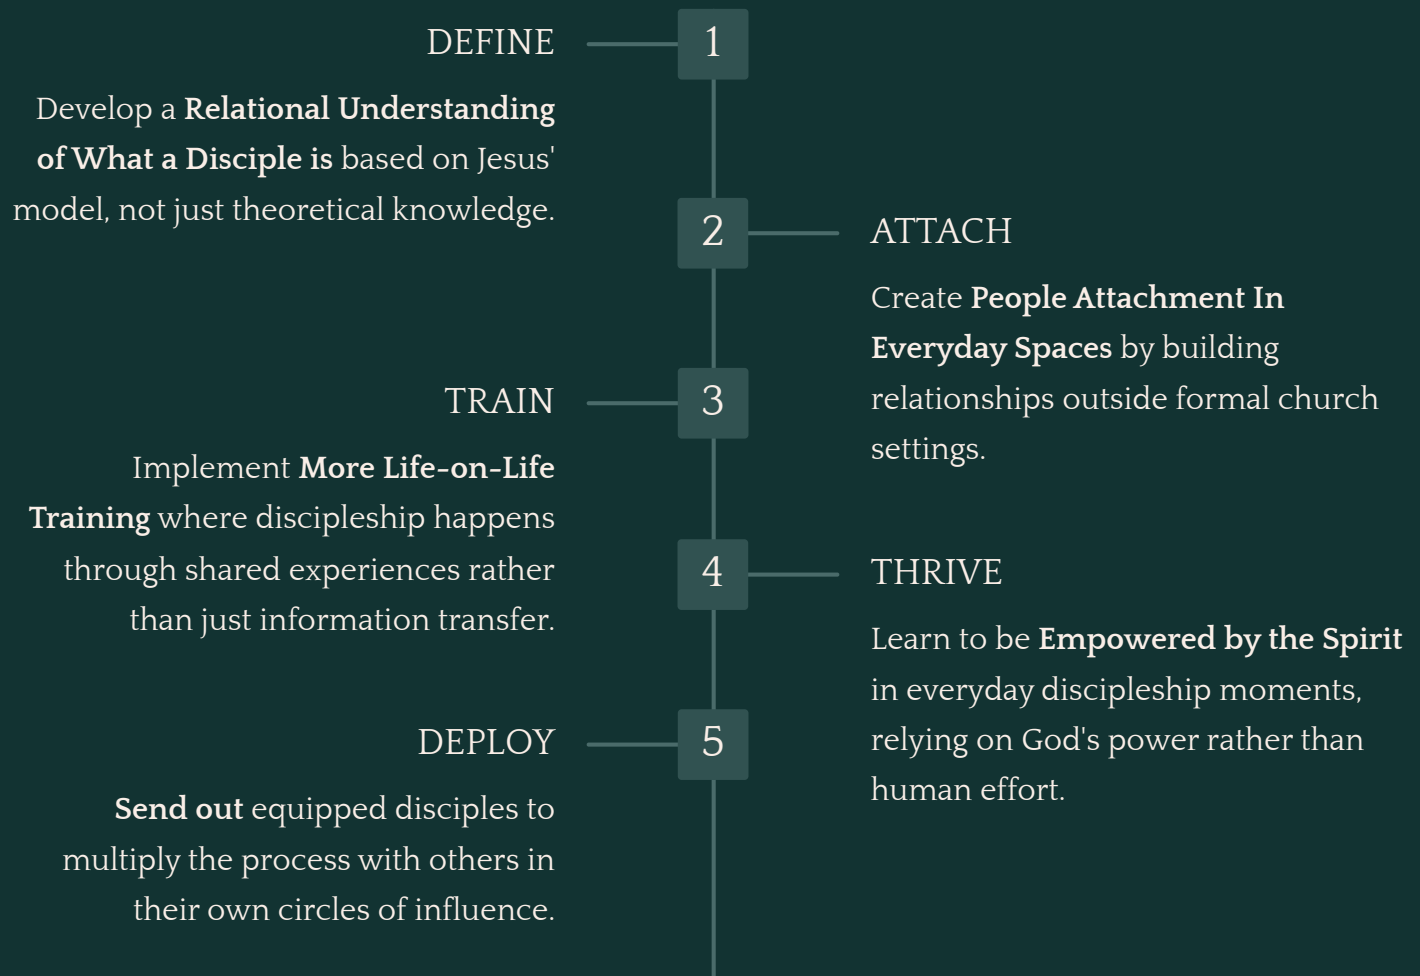 DEFINE
1
Develop a Relational Understanding
of What a Disciple is based on Jesus'
model, not just theoretical knowledge.
2
ATTACH
Create People Attachment In
Everyday Spaces by building
relationships outside formal church
settings.
TRAIN
3
Implement More Life-on-Life
Training where discipleship happens
through shared experiences rather
than just information transfer.
4
THRIVE
Learn to be Empowered by the Spirit
in everyday discipleship moments,
relying on God's power rather than
human effort.
DEPLOY
5
Send out equipped disciples to
multiply the process with others in
their own circles of influence.